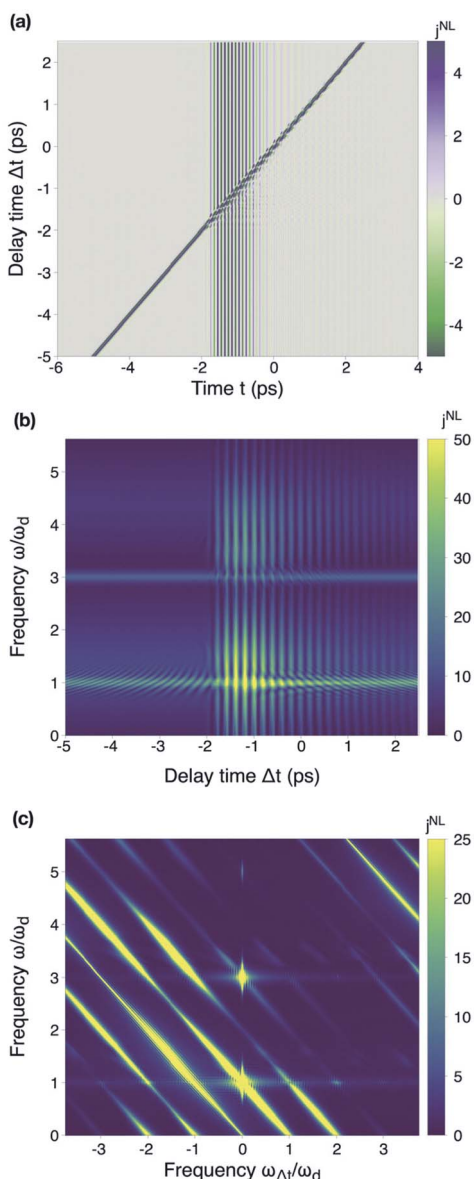 (a)
j^NL
2
1
0
-1
-2
-3
-4
-5
Delay time Δt (ps)
4
2
0
-2
-4
-6 -4 -2 0 2 4
Time t (ps)
(b)
j^NL
5
4
3
2
1
0
Frequency ω/ω_d
50
40
30
20
10
0
-5 -4 -3 -2 -1 0 1 2
Delay time Δt (ps)
(c)
j^NL
5
4
3
2
1
0
Frequency ω/ω_d
25
20
15
10
5
0
-3 -2 -1 0 1 2 3
Frequency ω_Δt/ω_d